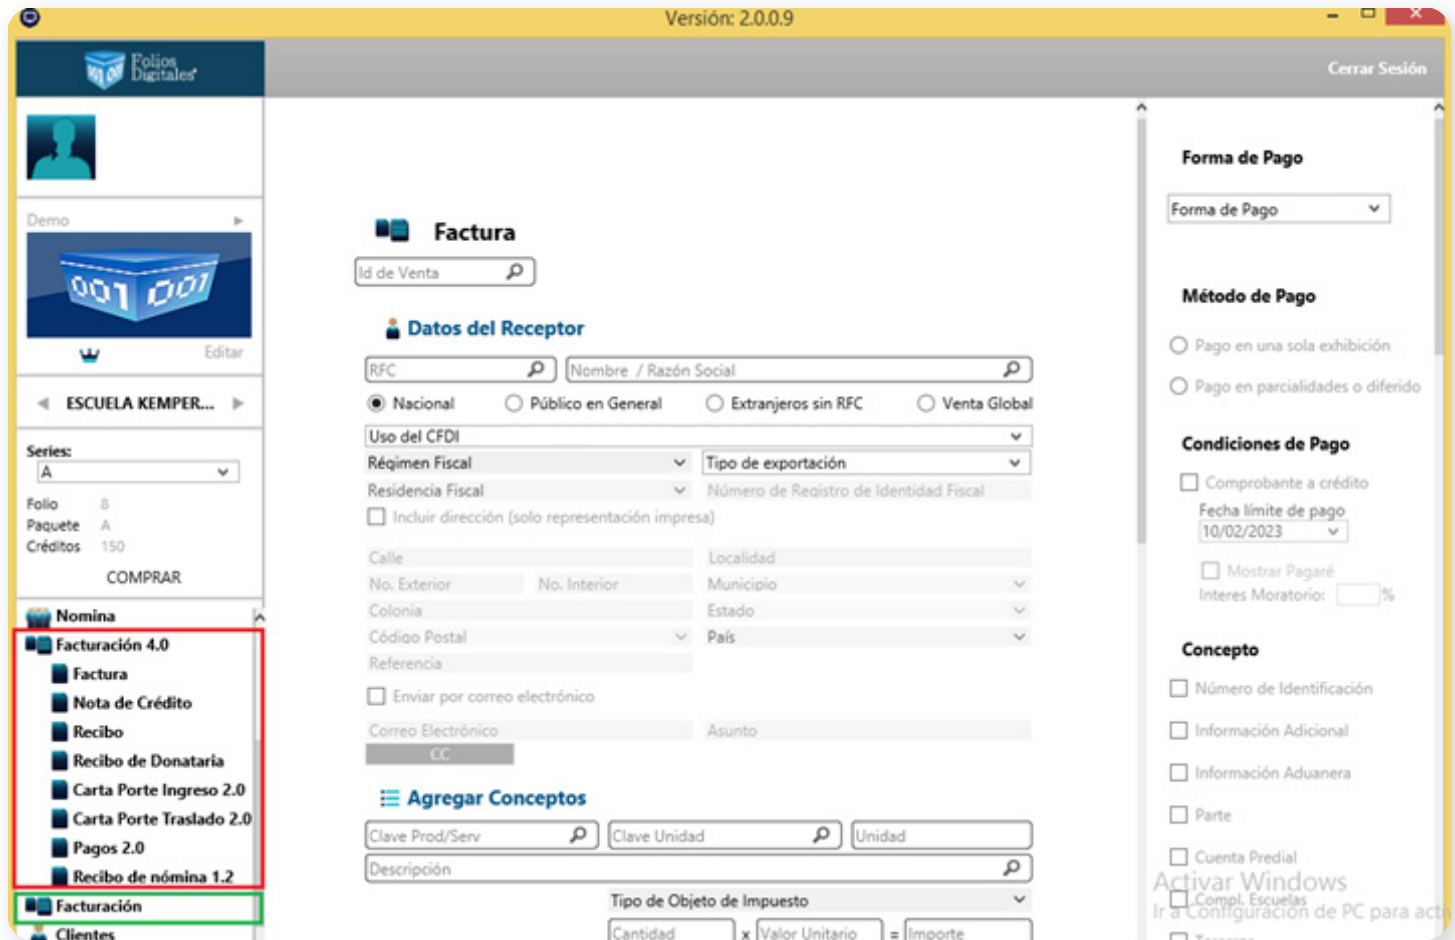 Versión: 2.0.0.9
Folios
Digitales
Cerrar Sesión
Demo
001 001
Editar
ESCUELA KEMPER...
Series:
A
Folio 8
Paquete A
Créditos 150
COMPRAR
Nomina
Facturación 4.0
Factura
Nota de Crédito
Recibo
Recibo de Donataria
Carta Porte Ingreso 2.0
Carta Porte Traslado 2.0
Pagos 2.0
Recibo de nómina 1.2
Facturación
Clientes
Factura
Id de Venta
Datos del Receptor
RFC Nombre / Razón Social
Nacional Público en General Extranjeros sin RFC Venta Global
Uso del CFDI
Régimen Fiscal Tipo de exportación
Residencia Fiscal Número de Registro de Identidad Fiscal
Incluir dirección (solo representación impresa)
Calle Localidad
No. Exterior No. Interior Municipio
Colonia Estado
Código Postal País
Referencia
Enviar por correo electrónico
Correo Electrónico Asunto
CC
Agregar Conceptos
Clave Prod/Serv Clave Unidad Unidad
Descripción
Tipo de Objeto de Impuesto
Cantidad x Valor Unitario = Importe
Forma de Pago
Forma de Pago
Método de Pago
Pago en una sola exhibición
Pago en parcialidades o diferido
Condiciones de Pago
Comprobante a crédito
Fecha límite de pago
10/02/2023
Mostrar Pagaré
Interes Moratorio: %
Concepto
Número de Identificación
Información Adicional
Información Aduanera
Parte
Cuenta Predial
Activar Windows
Compl. Escuelas
Ir a Configuración de PC para